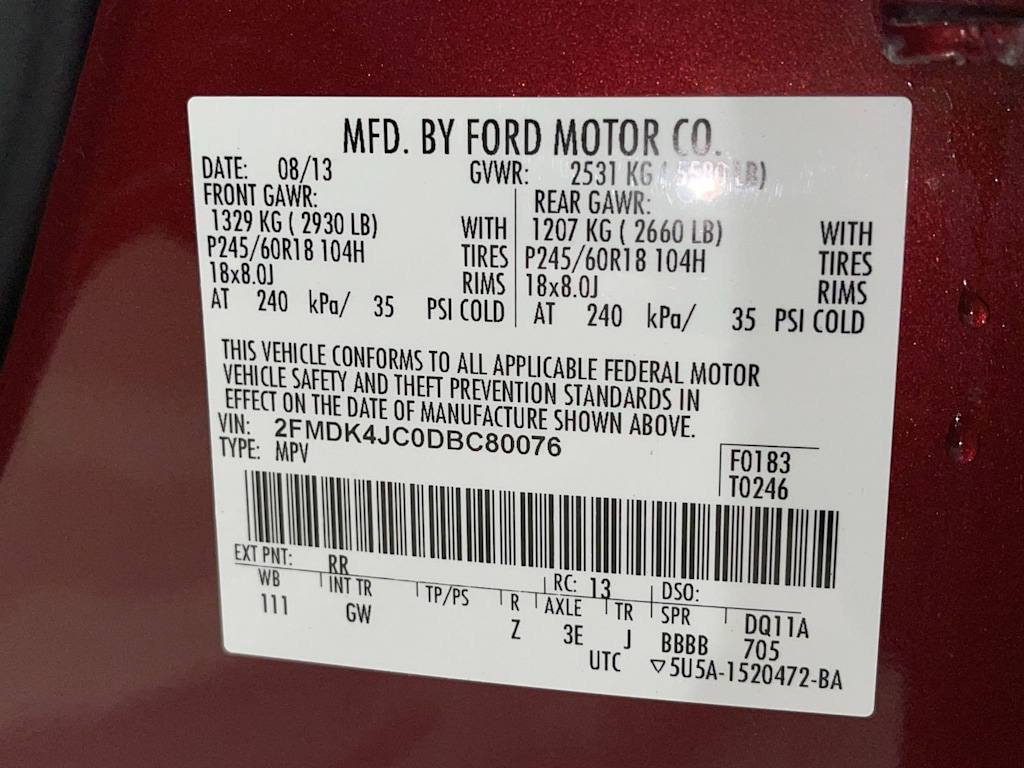 MFD. BY FORD MOTOR CO.
DATE: 08/13 GVWR: 2531 KG ( 5580 LB)
FRONT GAWR: REAR GAWR:
1329 KG ( 2930 LB) WITH 1207 KG ( 2660 LB) WITH
P245/60R18 104H TIRES P245/60R18 104H TIRES
18x8.0J RIMS 18x8.0J RIMS
AT 240 kPa/ 35 PSI COLD AT 240 kPa/ 35 PSI COLD
THIS VEHICLE CONFORMS TO ALL APPLICABLE FEDERAL MOTOR
VEHICLE SAFETY AND THEFT PREVENTION STANDARDS IN
EFFECT ON THE DATE OF MANUFACTURE SHOWN ABOVE.
VIN: 2FMDK4JC0DBC80076
TYPE: MPV
F0183
T0246
EXT PNT: RR RC: 13 DSO:
WB INT TR TP/PS R AXLE TR SPR DQ11A
111 GW Z 3E J BBBB 705
UTC ▽5U5A-1520472-BA